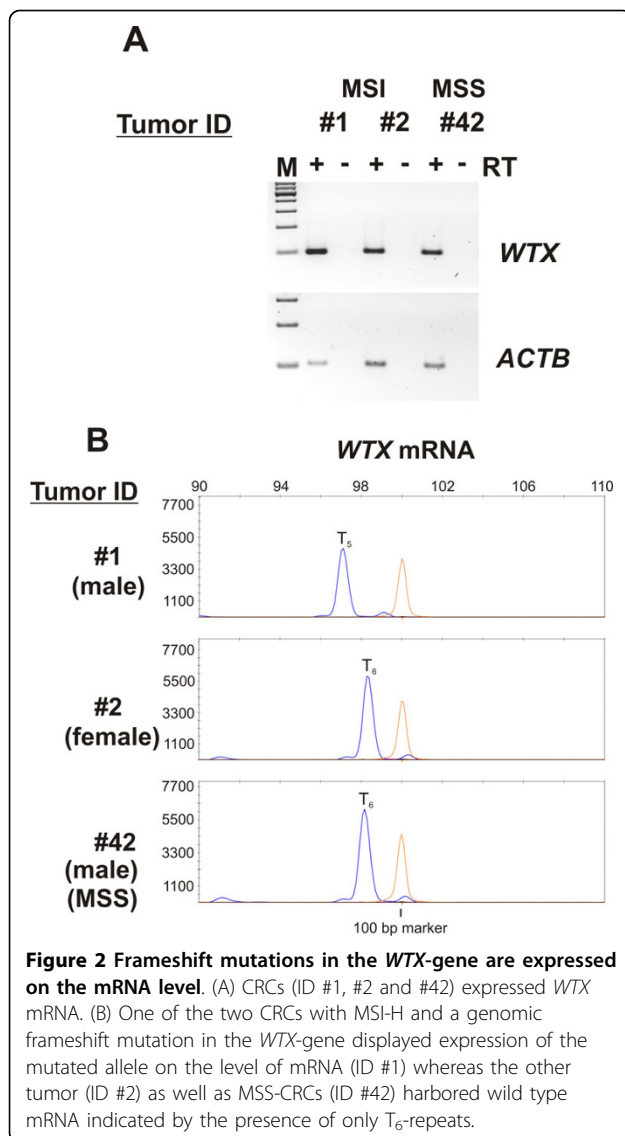 A
MSI MSS
Tumor ID #1 #2 #42
M + - + - + - RT
WTX
ACTB
B
WTX mRNA
Tumor ID
90 94 98 102 106 110
7700
5500
3300
1100
T₅
#1
(male)
7700
5500
3300
1100
T₆
#2
(female)
7700
5500
3300
1100
T₆
#42
(male)
(MSS)
100 bp marker
Figure 2 Frameshift mutations in the WTX-gene are expressed
on the mRNA level. (A) CRCs (ID #1, #2 and #42) expressed WTX
mRNA. (B) One of the two CRCs with MSI-H and a genomic
frameshift mutation in the WTX-gene displayed expression of the
mutated allele on the level of mRNA (ID #1) whereas the other
tumor (ID #2) as well as MSS-CRCs (ID #42) harbored wild type
mRNA indicated by the presence of only T₆-repeats.